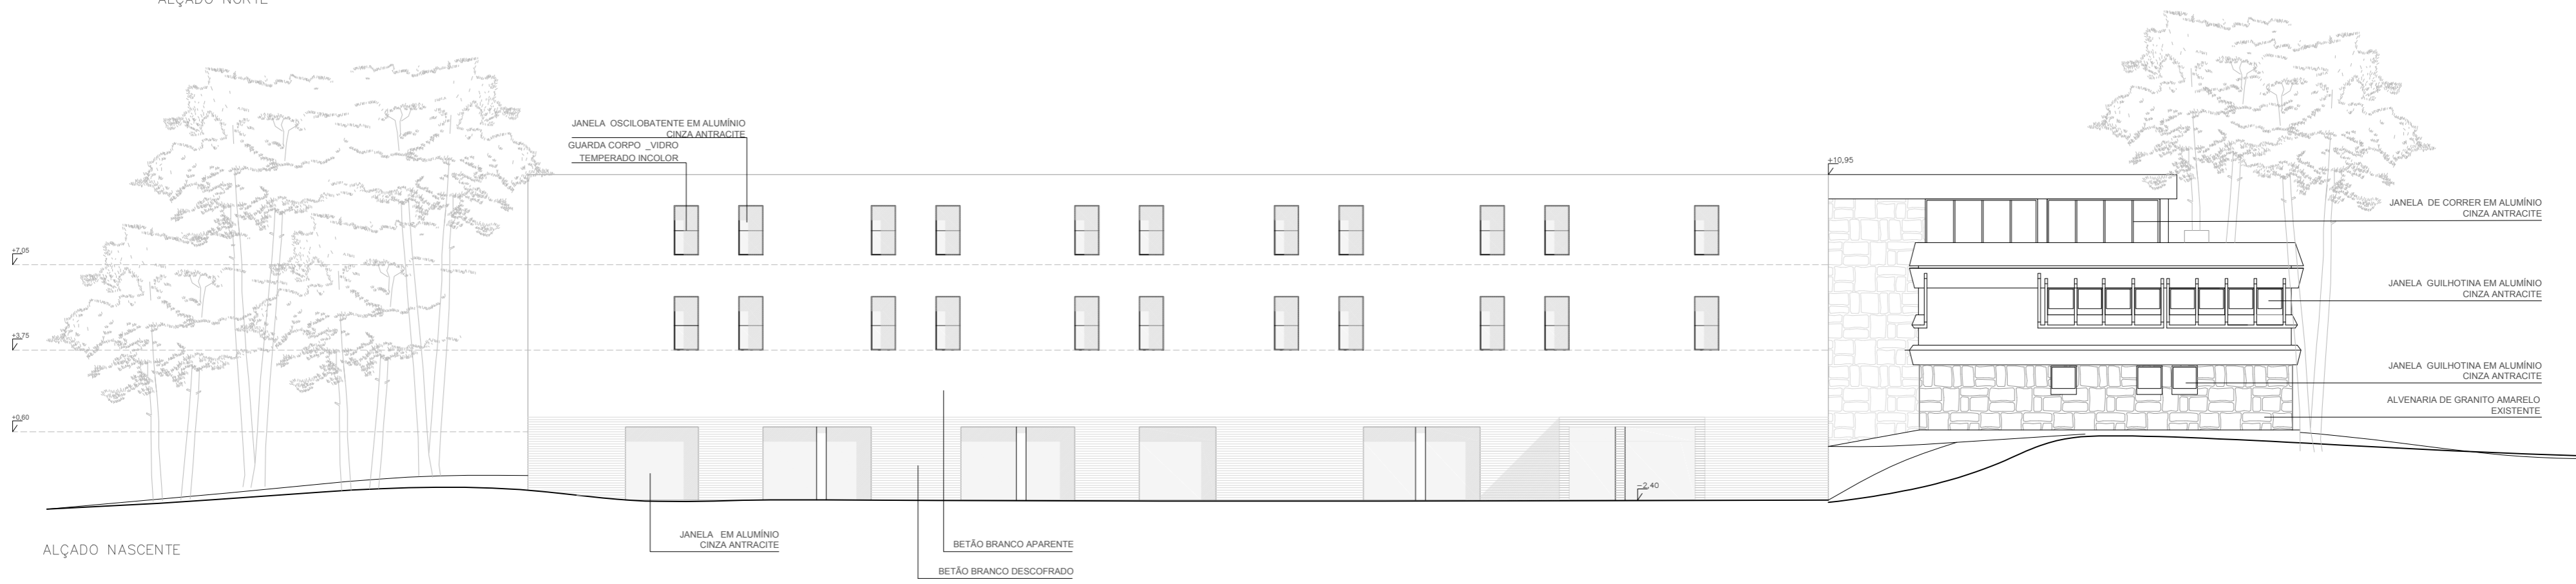 ALÇADO NORTE
JANELA OSCILOBATENTE EM ALUMÍNIO
CINZA ANTRACITE
GUARDA CORPO _VIDRO
TEMPERADO INCOLOR
+10,95
JANELA DE CORRER EM ALUMÍNIO
CINZA ANTRACITE
+7,05
JANELA GUILHOTINA EM ALUMÍNIO
CINZA ANTRACITE
+3,75
JANELA GUILHOTINA EM ALUMÍNIO
CINZA ANTRACITE
ALVENARIA DE GRANITO AMARELO
EXISTENTE
+0,60
-2,40
JANELA EM ALUMÍNIO
CINZA ANTRACITE
BETÃO BRANCO APARENTE
ALÇADO NASCENTE
BETÃO BRANCO DESCOFRADO